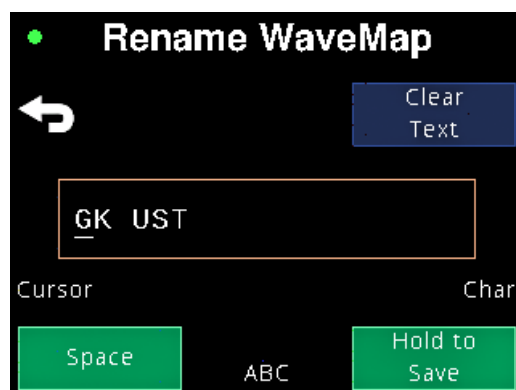 Rename WaveMap
Clear
Text
GK UST
Cursor
Char
Space
ABC
Hold to
Save